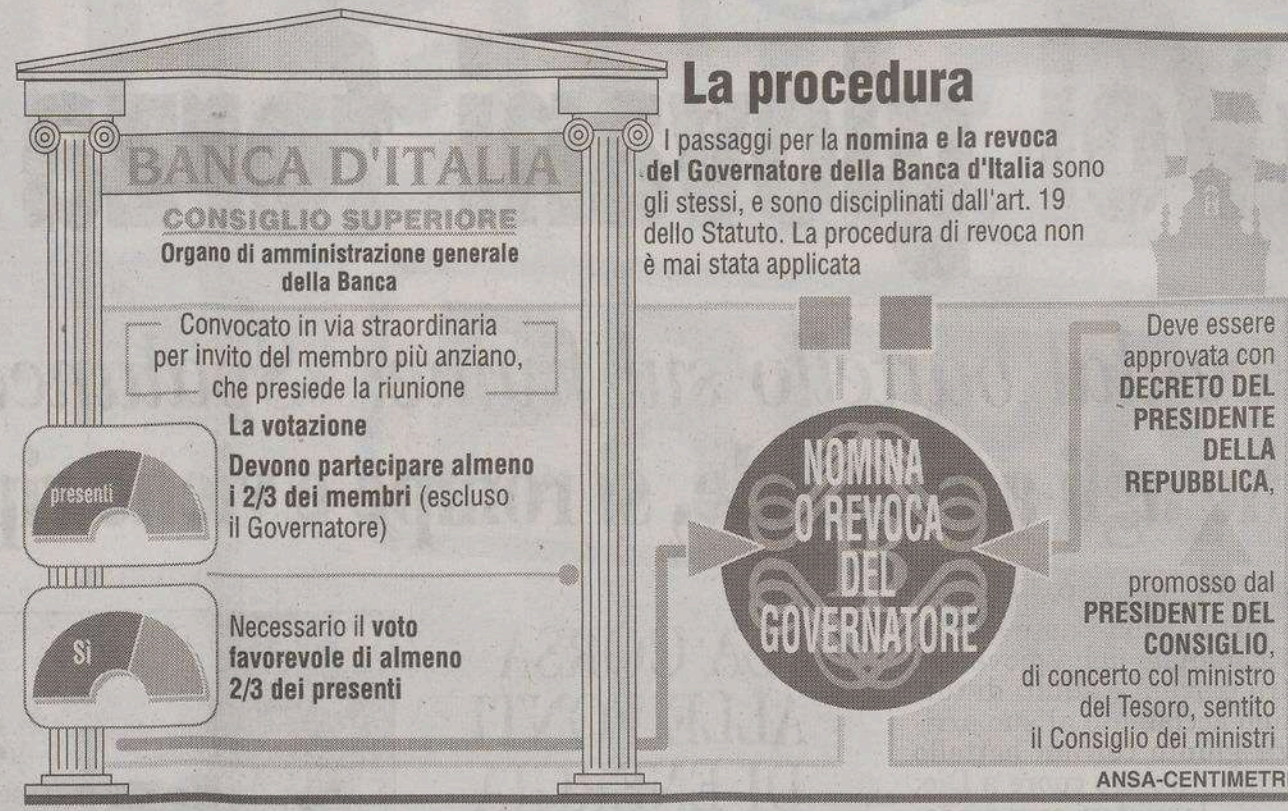 BANCA D'ITALIA
CONSIGLIO SUPERIORE
Organo di amministrazione generale
della Banca
Convocato in via straordinaria
per invito del membro più anziano,
che presiede la riunione
La votazione
Devono partecipare almeno
i 2/3 dei membri (escluso
il Governatore)
presenti
Necessario il voto
favorevole di almeno
2/3 dei presenti
Sì
La procedura
I passaggi per la nomina e la revoca
del Governatore della Banca d'Italia sono
gli stessi, e sono disciplinati dall'art. 19
dello Statuto. La procedura di revoca non
è mai stata applicata
NOMINA
O REVOCA
DEL
GOVERNATORE
Deve essere
approvata con
DECRETO DEL
PRESIDENTE
DELLA
REPUBBLICA,
promosso dal
PRESIDENTE DEL
CONSIGLIO,
di concerto col ministro
del Tesoro, sentito
il Consiglio dei ministri
ANSA-CENTIMETR